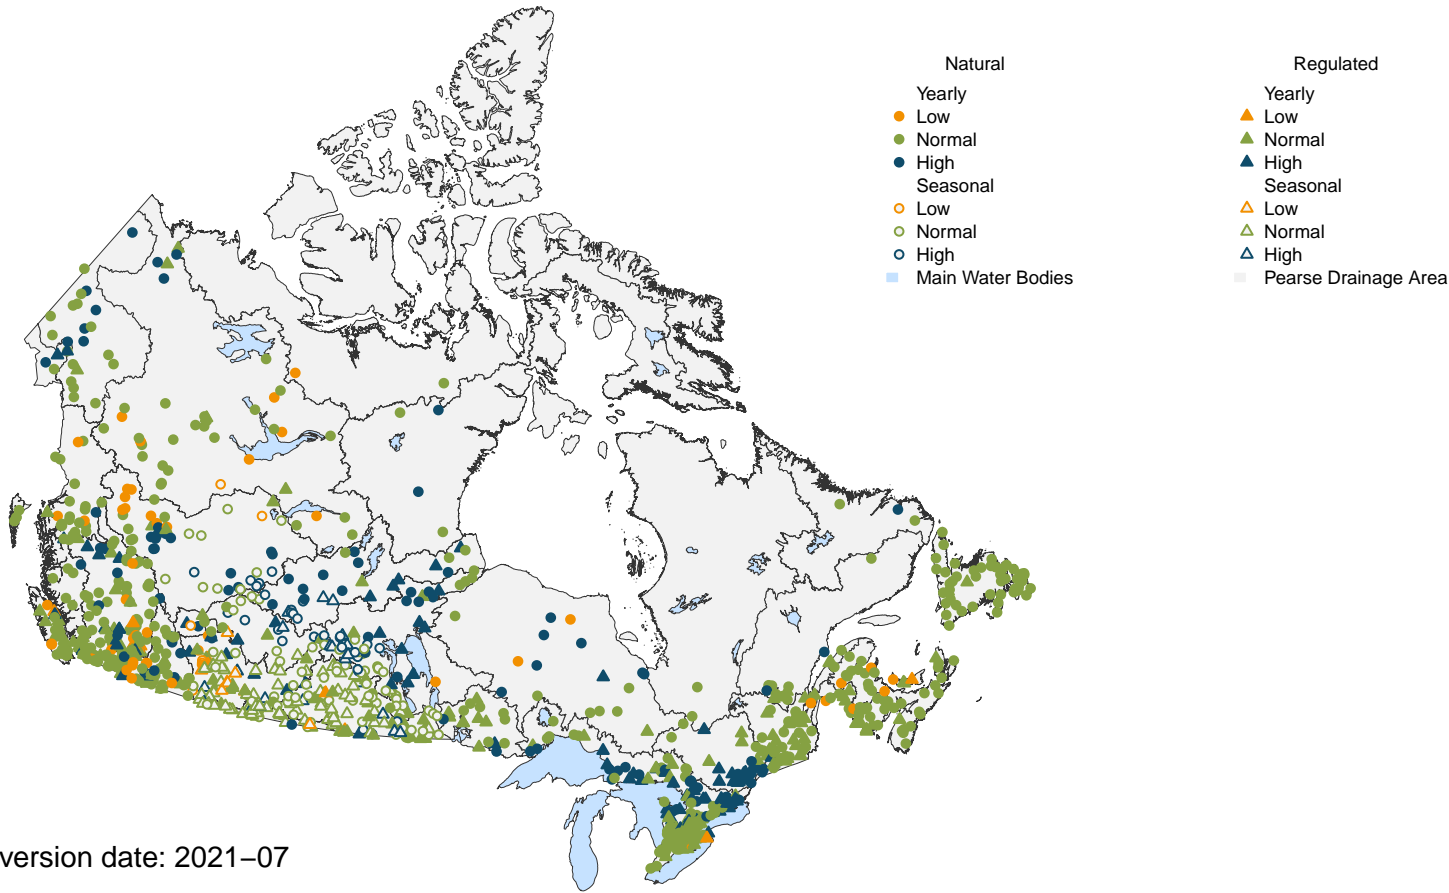 Natural
Yearly
Low
Normal
High
Seasonal
Low
Normal
High
Main Water Bodies
Regulated
Yearly
Low
Normal
High
Seasonal
Low
Normal
High
Pearse Drainage Area
version date: 2021–07